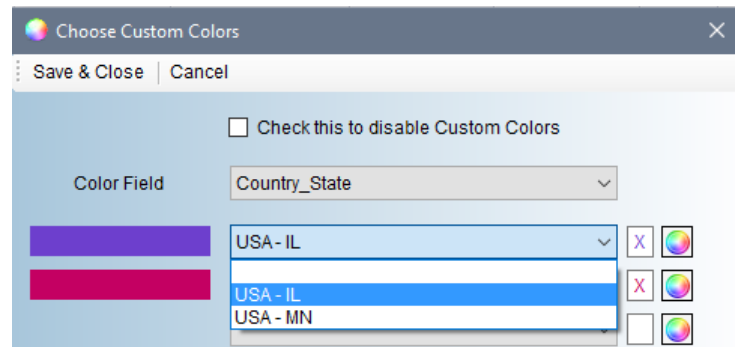 Choose Custom Colors
Save & Close | Cancel
Check this to disable Custom Colors
Color Field Country_State
USA - IL X
USA - IL X
USA - MN